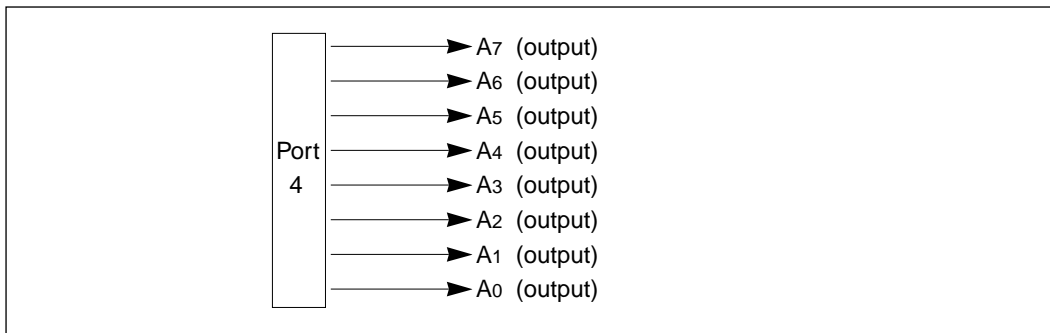 A7 (output)
A6 (output)
A5 (output)
Port
A4 (output)
4
A3 (output)
A2 (output)
A1 (output)
A0 (output)